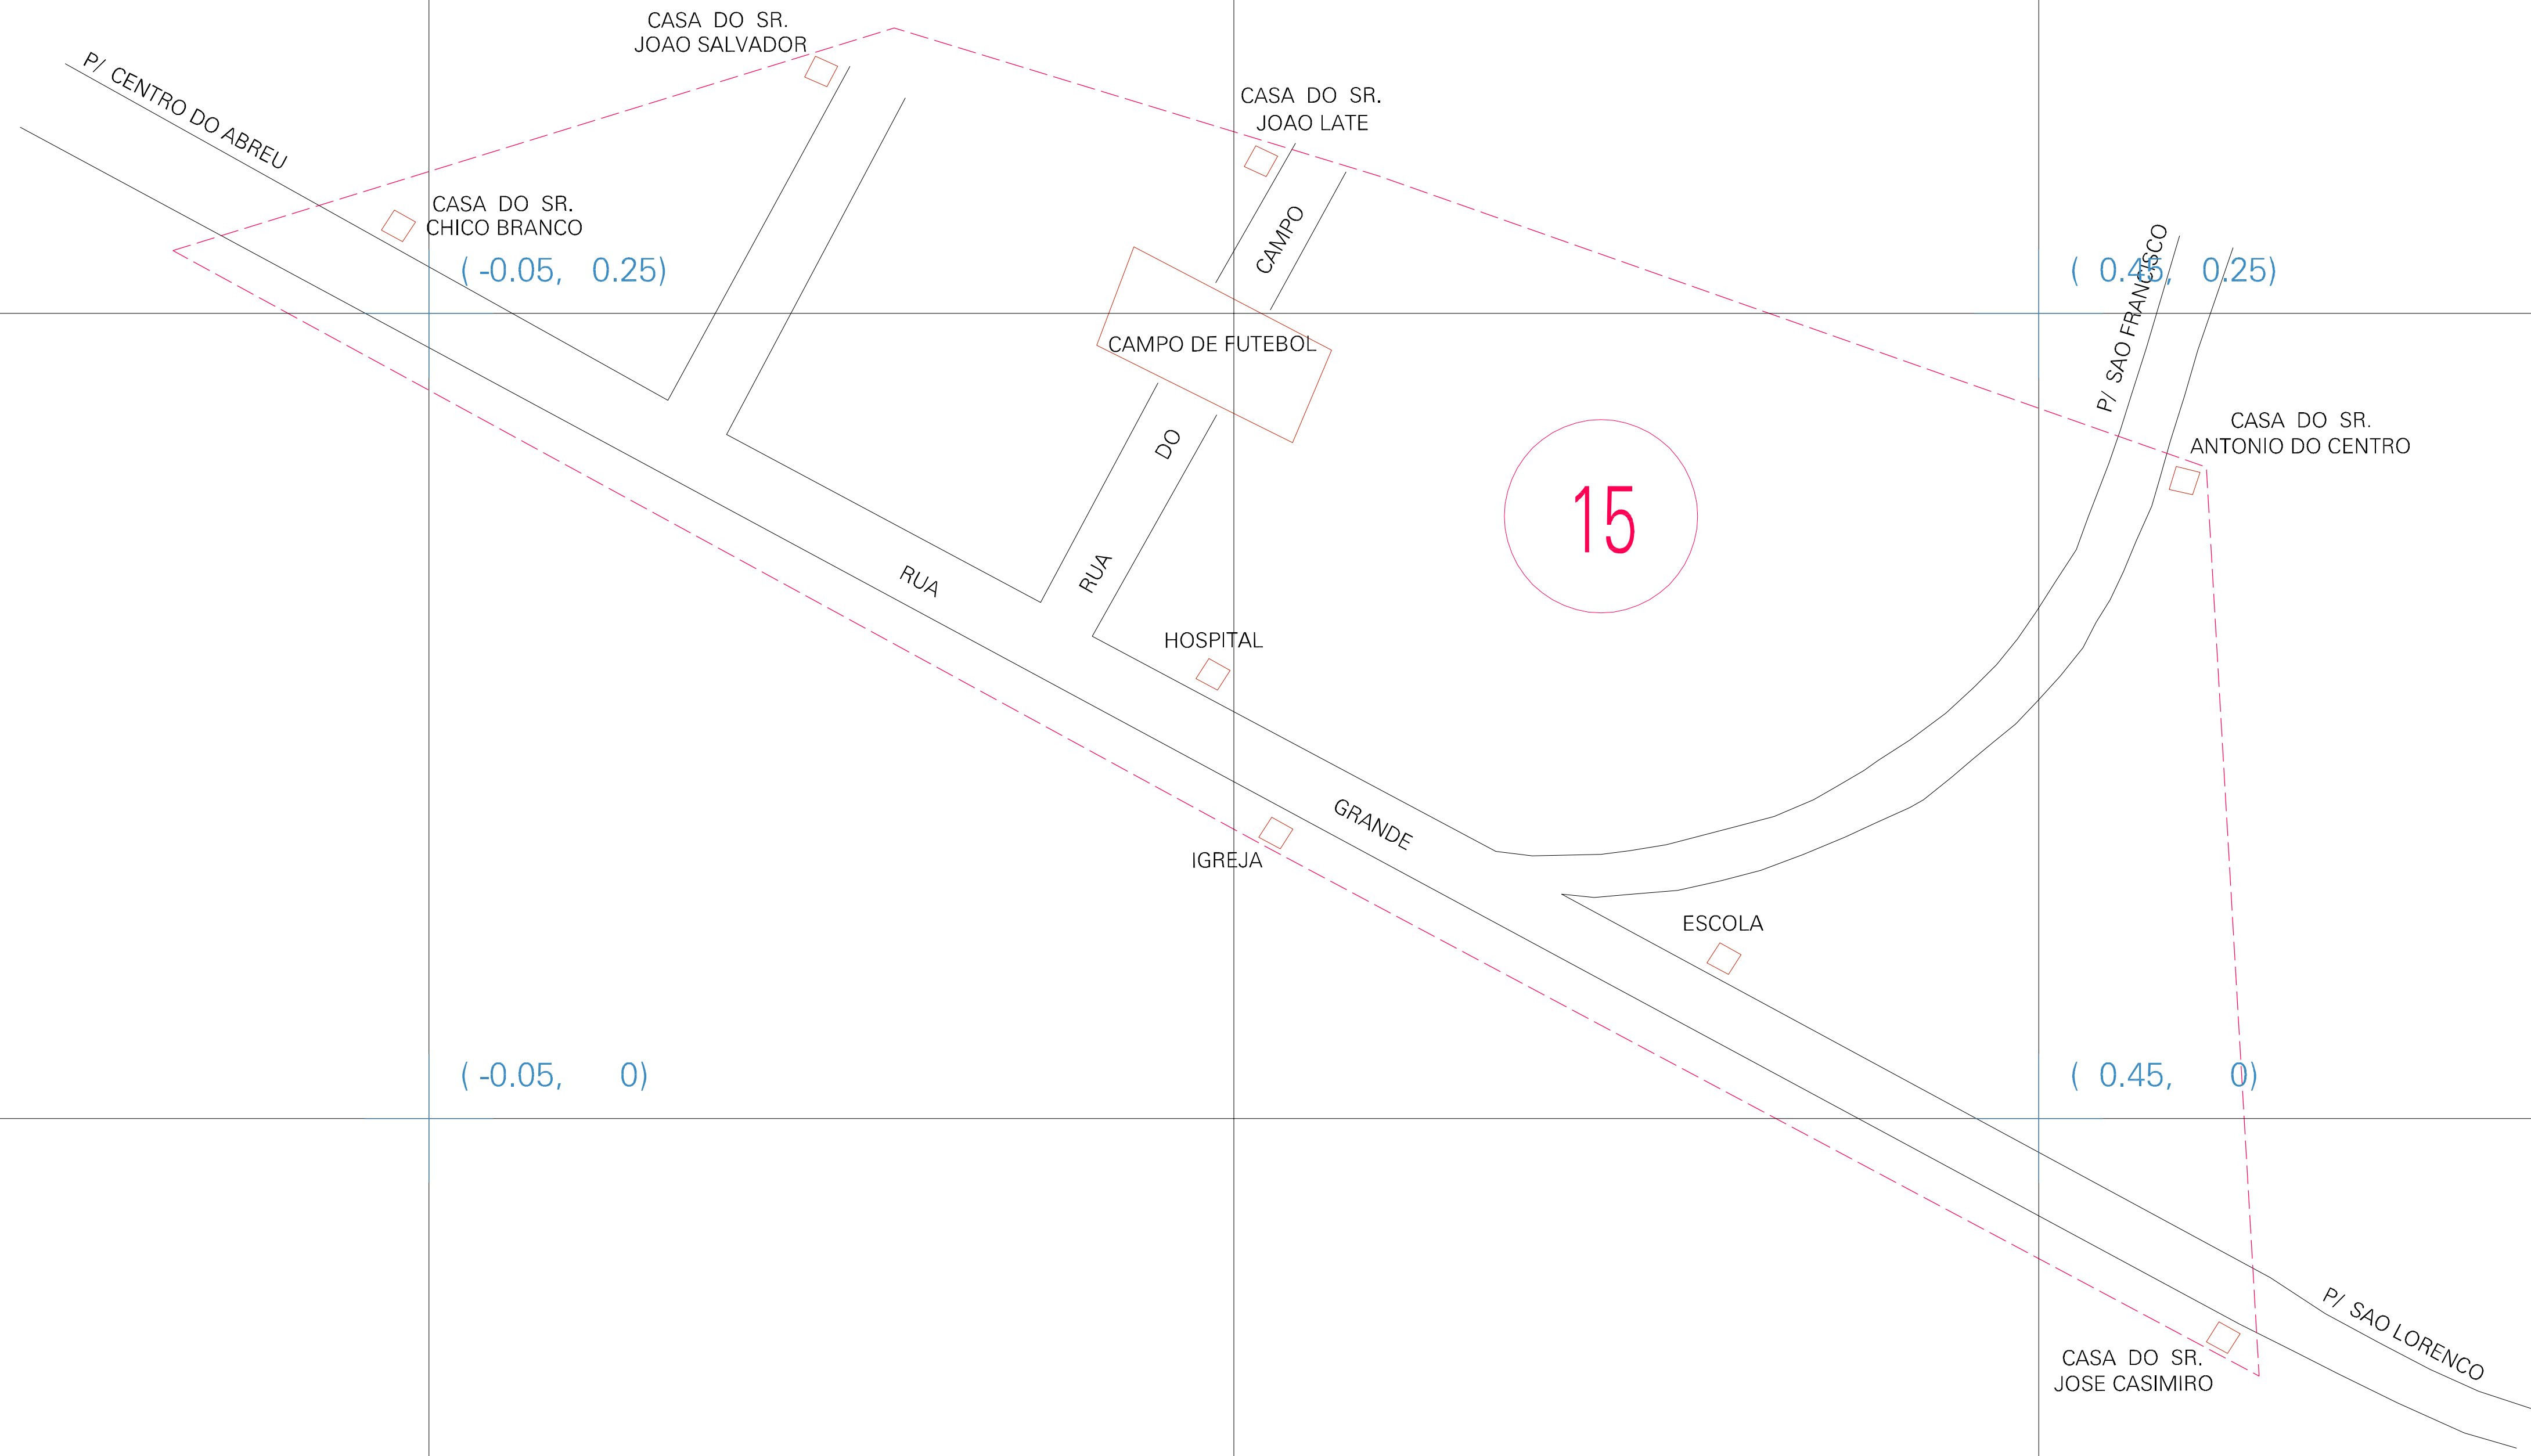 CASA DO SR.
JOAO SALVADOR
P/ CENTRO DO ABREU
CASA DO SR.
JOAO LATE
CASA DO SR.
CHICO BRANCO
CAMPO
P/ SAO FRANCISCO
( -0.05, 0.25)
( 0.45, 0.25)
CAMPO DE FUTEBOL
CASA DO SR.
ANTONIO DO CENTRO
DO
15
RUA
RUA
HOSPITAL
GRANDE
IGREJA
ESCOLA
( -0.05, 0)
( 0.45, 0)
P/ SAO LORENCO
CASA DO SR.
JOSE CASIMIRO